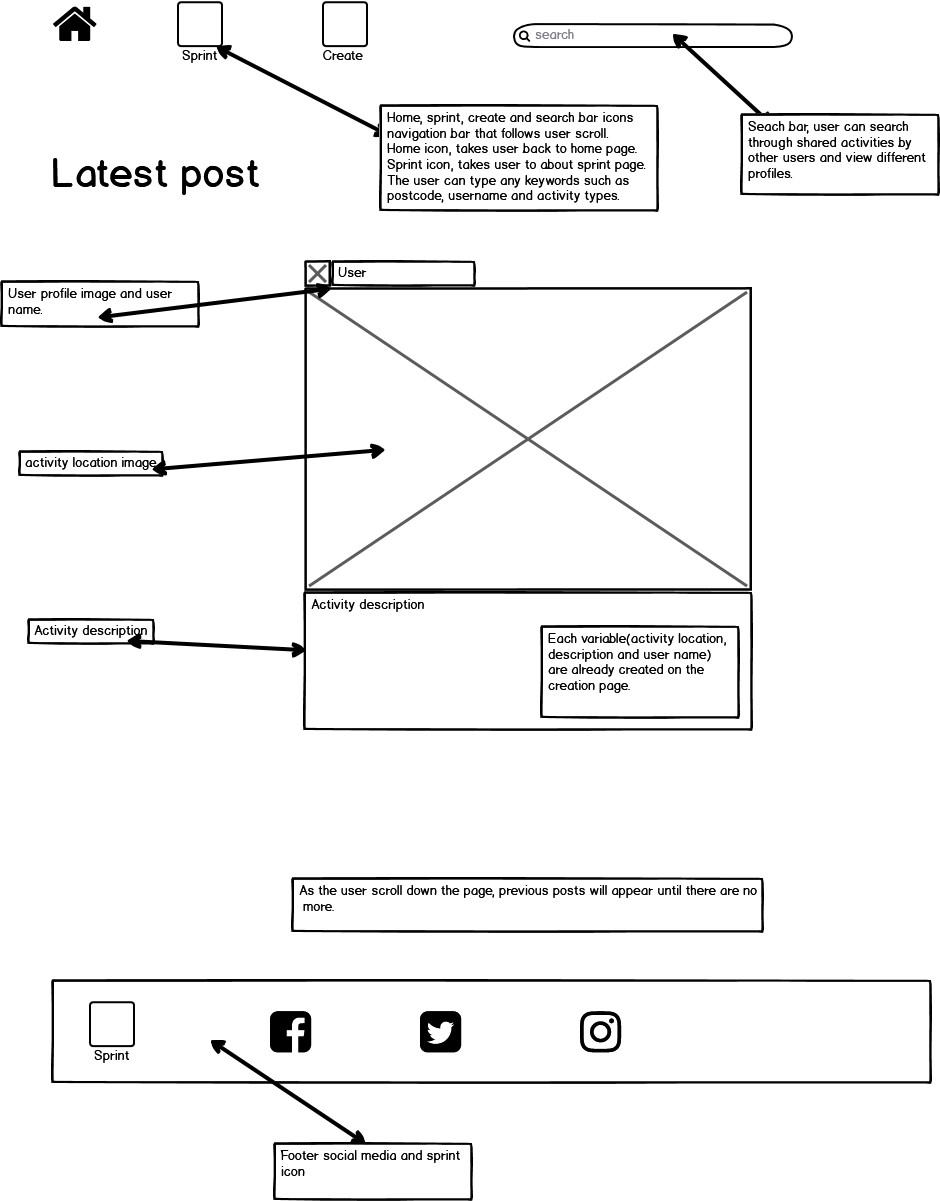 search
Sprint
Create
Home, sprint, create and search bar icons
navigation bar that follows user scroll.
Home icon, takes user back to home page.
Sprint icon, takes user to about sprint page.
The user can type any keywords such as
postcode, username and activity types.
Seach bar, user can search
through shared activities by
other users and view different
profiles.
Latest post
User
User profile image and user
name.
activity location image
Activity description
Activity description
Each variable(activity location,
description and user name)
are already created on the
creation page.
As the user scroll down the page, previous posts will appear until there are no
more.
Sprint
Footer social media and sprint
icon